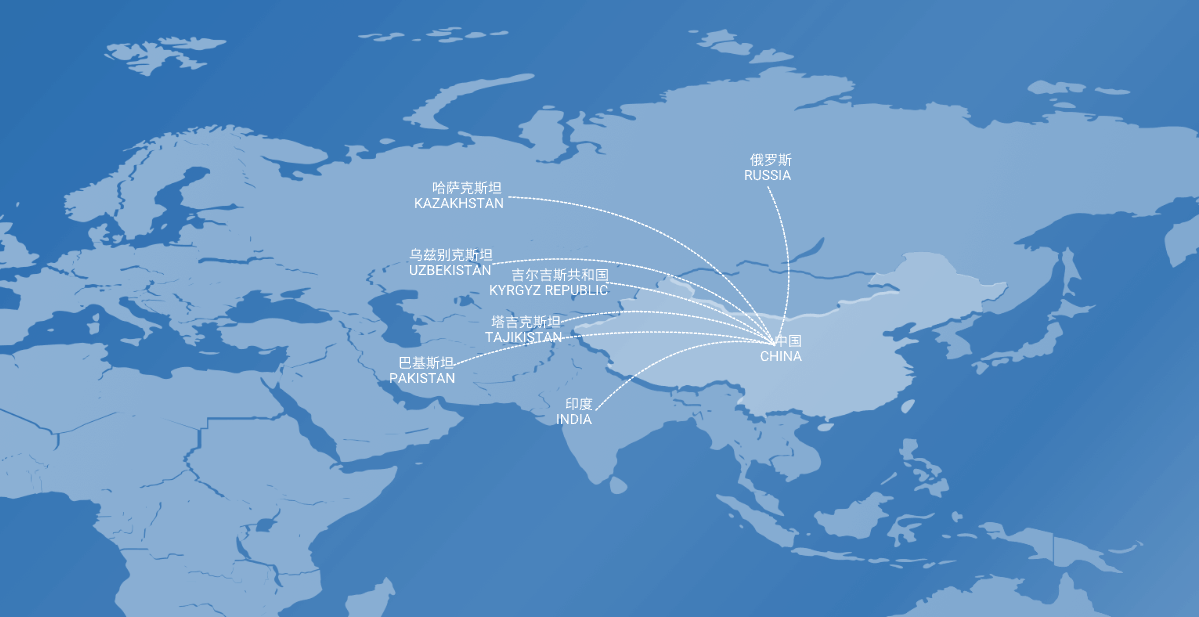 俄罗斯
RUSSIA
哈萨克斯坦
KAZAKHSTAN
乌兹别克斯坦
UZBEKISTAN
吉尔吉斯共和国
KYRGYZ REPUBLIC
塔吉克斯坦
TAJIKISTAN
中国
CHINA
巴基斯坦
PAKISTAN
印度
INDIA